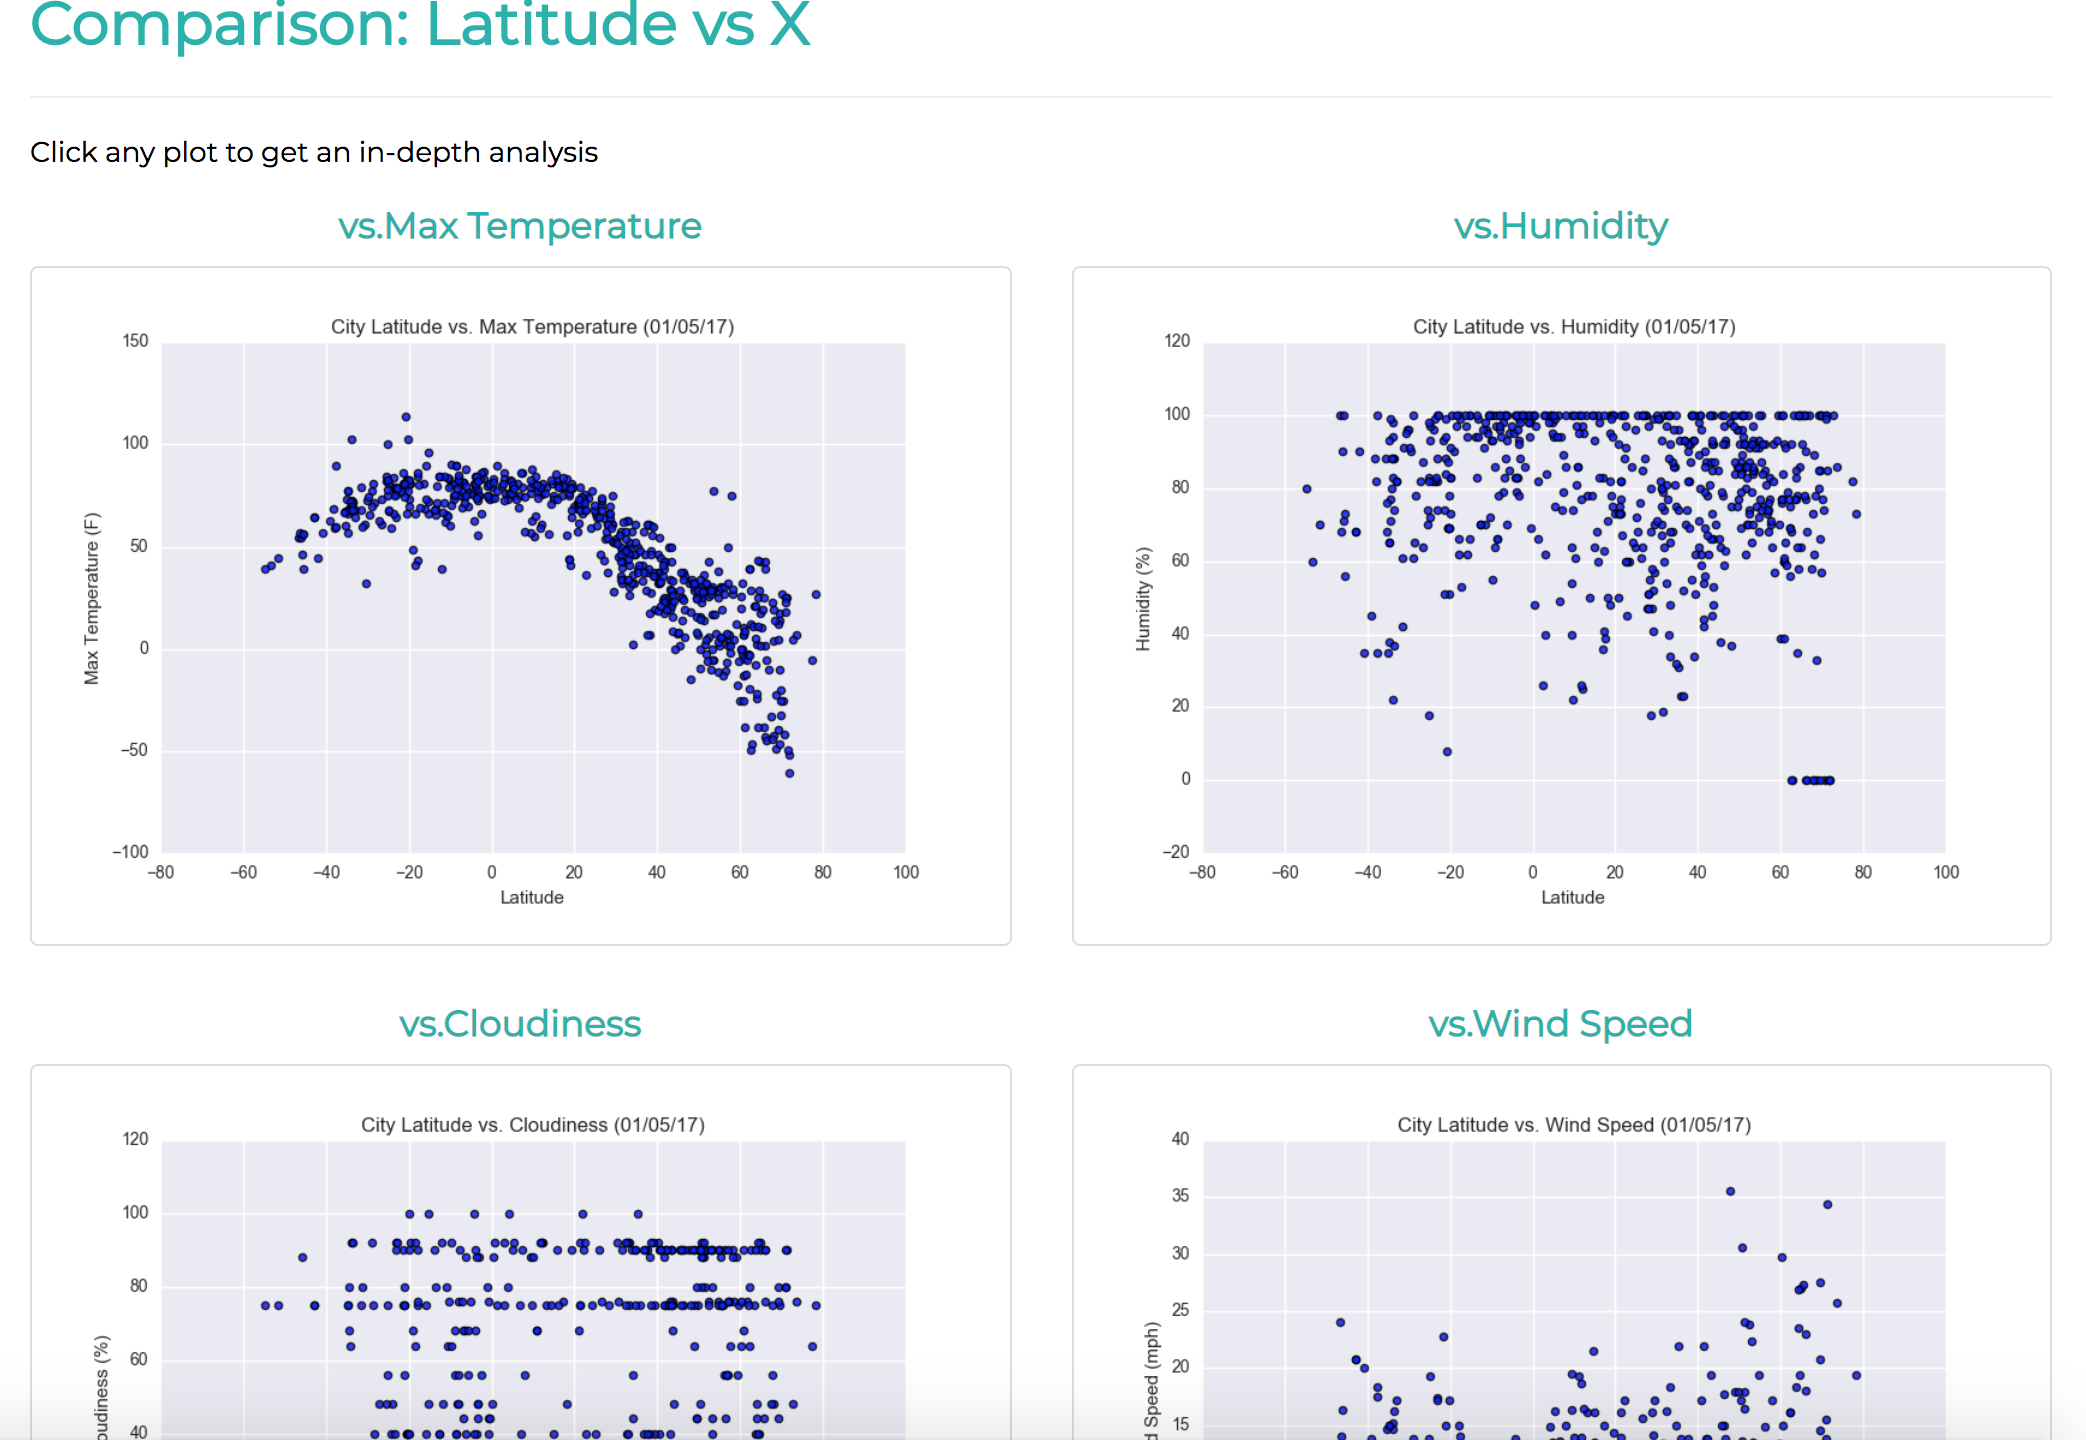 Comparison: Latitude vs X
Click any plot to get an in-depth analysis
vs.Max Temperature
City Latitude vs. Max Temperature (01/05/17)
Max Temperature (F)
150
100
50
0
−50
−100
−80 −60 −40 −20 0 20 40 60 80 100
Latitude
vs.Humidity
City Latitude vs. Humidity (01/05/17)
Humidity (%)
120
100
80
60
40
20
0
−20
−80 −60 −40 −20 0 20 40 60 80 100
Latitude
vs.Cloudiness
City Latitude vs. Cloudiness (01/05/17)
oudiness (%)
120
100
80
60
40
vs.Wind Speed
City Latitude vs. Wind Speed (01/05/17)
d Speed (mph)
40
35
30
25
20
15